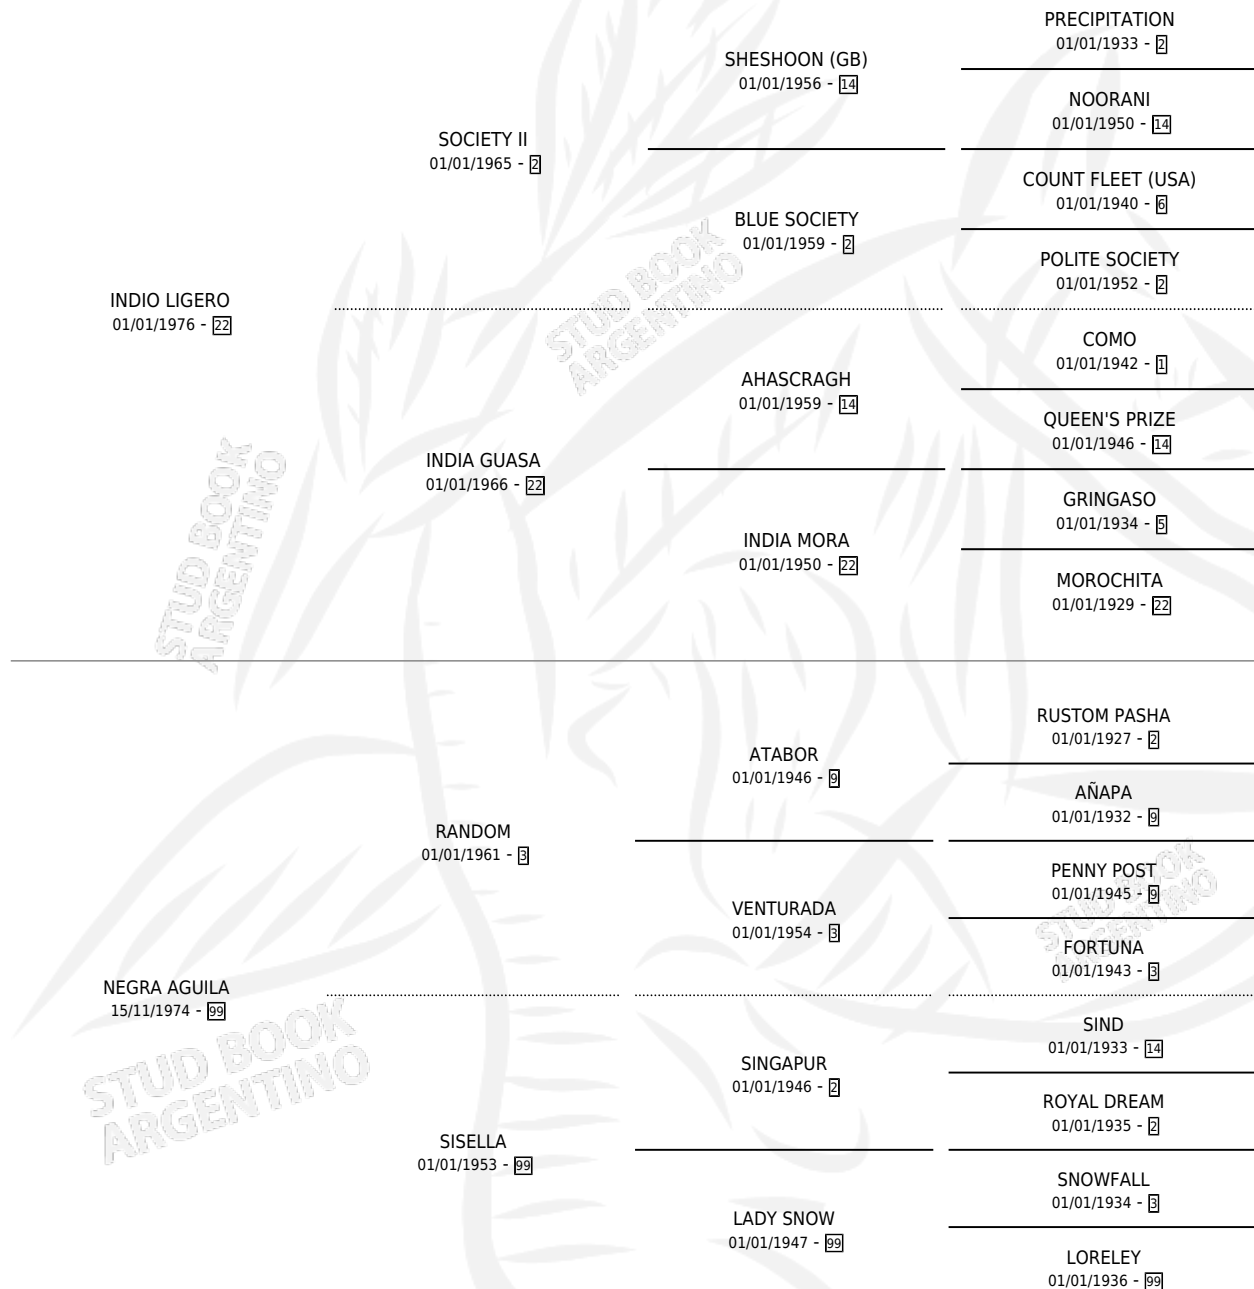 PRECIPITATION
01/01/1933 - 2
SHESHOON (GB)
01/01/1956 - 14
NOORANI
01/01/1950 - 14
SOCIETY II
01/01/1965 - 2
COUNT FLEET (USA)
01/01/1940 - 6
BLUE SOCIETY
01/01/1959 - 2
POLITE SOCIETY
01/01/1952 - 2
INDIO LIGERO
01/01/1976 - 22
COMO
01/01/1942 - 1
AHASCRAGH
01/01/1959 - 14
QUEEN'S PRIZE
01/01/1946 - 14
INDIA GUASA
01/01/1966 - 22
GRINGASO
01/01/1934 - 5
INDIA MORA
01/01/1950 - 22
MOROCHITA
01/01/1929 - 22
RUSTOM PASHA
01/01/1927 - 2
ATABOR
01/01/1946 - 9
AÑAPA
01/01/1932 - 9
RANDOM
01/01/1961 - 3
PENNY POST
01/01/1945 - 9
VENTURADA
01/01/1954 - 3
FORTUNA
01/01/1943 - 3
NEGRA AGUILA
15/11/1974 - 99
SIND
01/01/1933 - 14
SINGAPUR
01/01/1946 - 2
ROYAL DREAM
01/01/1935 - 2
SISELLA
01/01/1953 - 99
SNOWFALL
01/01/1934 - 3
LADY SNOW
01/01/1947 - 99
LORELEY
01/01/1936 - 99
STUD BOOK
ARGENTINO
STUD BOOK
ARGENTINO
STUD BOOK
ARGENTINO
STUD BOOK
ARGENTINO